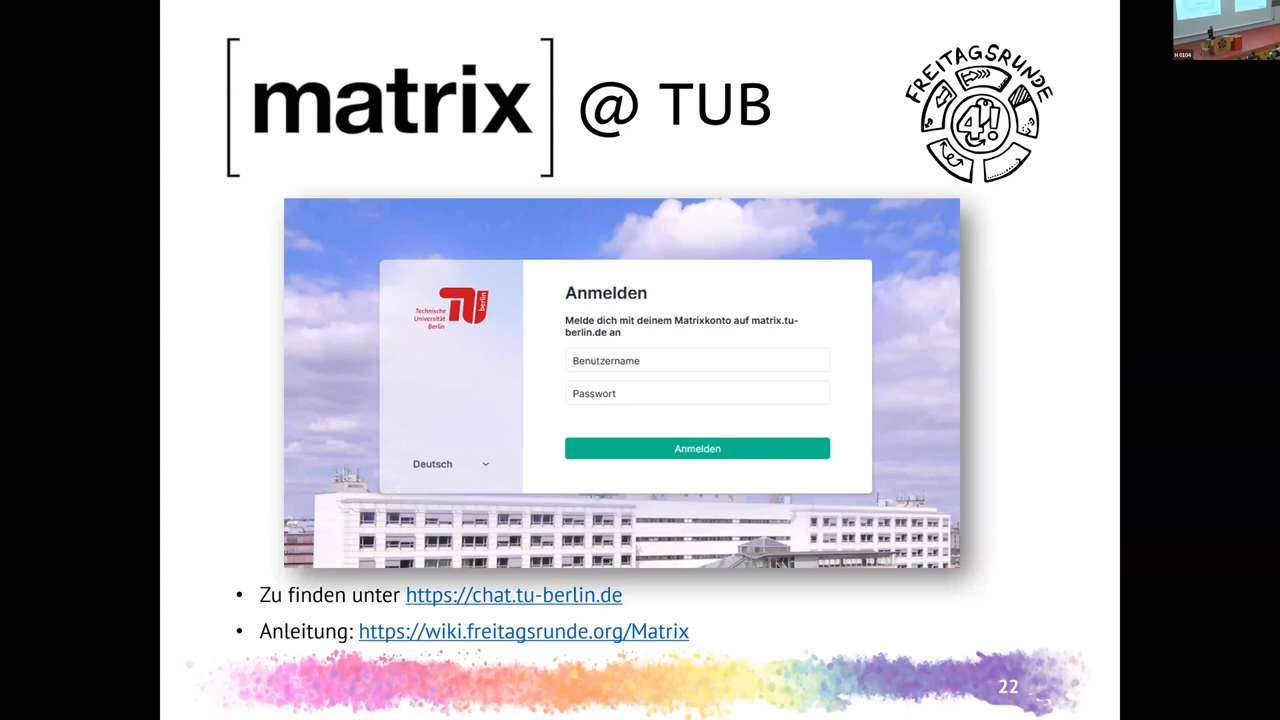 [matrix] @ TUB
FREITAGSRUNDE
4!
H 0104
Technische
Universität
Berlin
berlin
Anmelden
Melde dich mit deinem Matrixkonto auf matrix.tu-
berlin.de an
Benutzername
Passwort
Anmelden
Deutsch
• Zu finden unter https://chat.tu-berlin.de
• Anleitung: https://wiki.freitagsrunde.org/Matrix
22